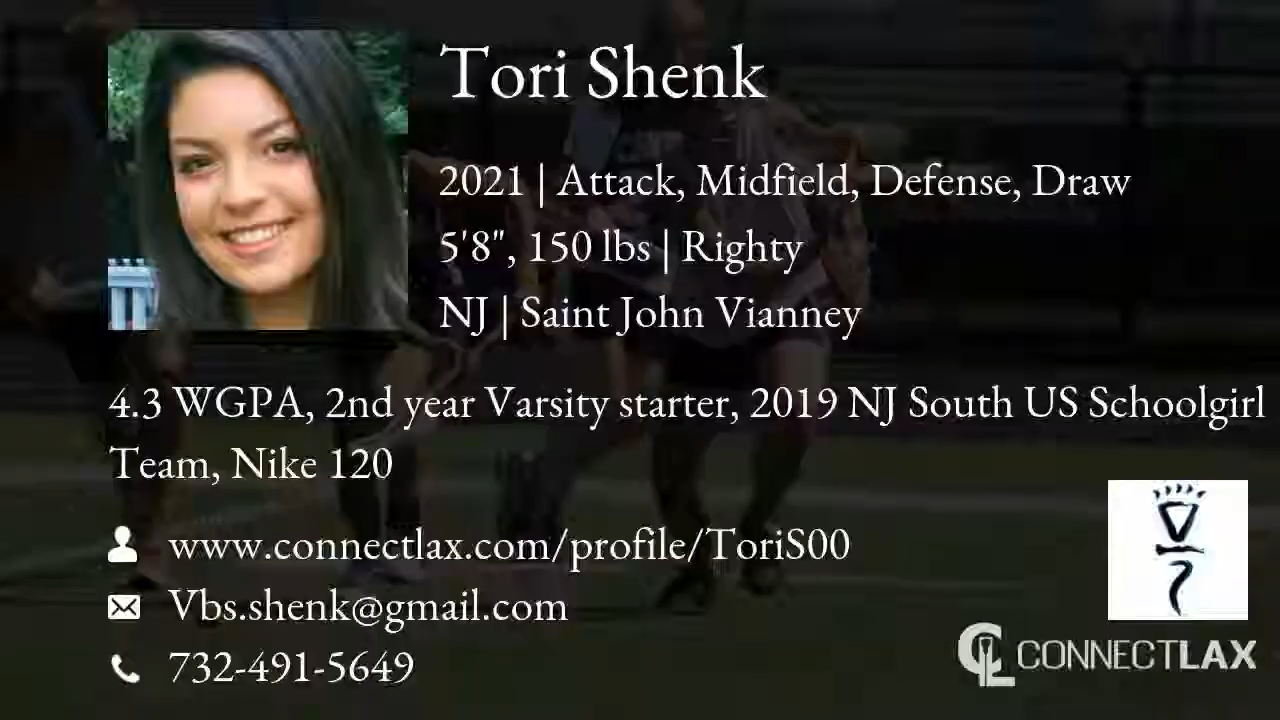 Tori Shenk
2021 | Attack, Midfield, Defense, Draw
5'8", 150 lbs | Righty
NJ | Saint John Vianney
4.3 WGPA, 2nd year Varsity starter, 2019 NJ South US Schoolgirl
Team, Nike 120
www.connectlax.com/profile/ToriS00
Vbs.shenk@gmail.com
732-491-5649
CONNECTLAX